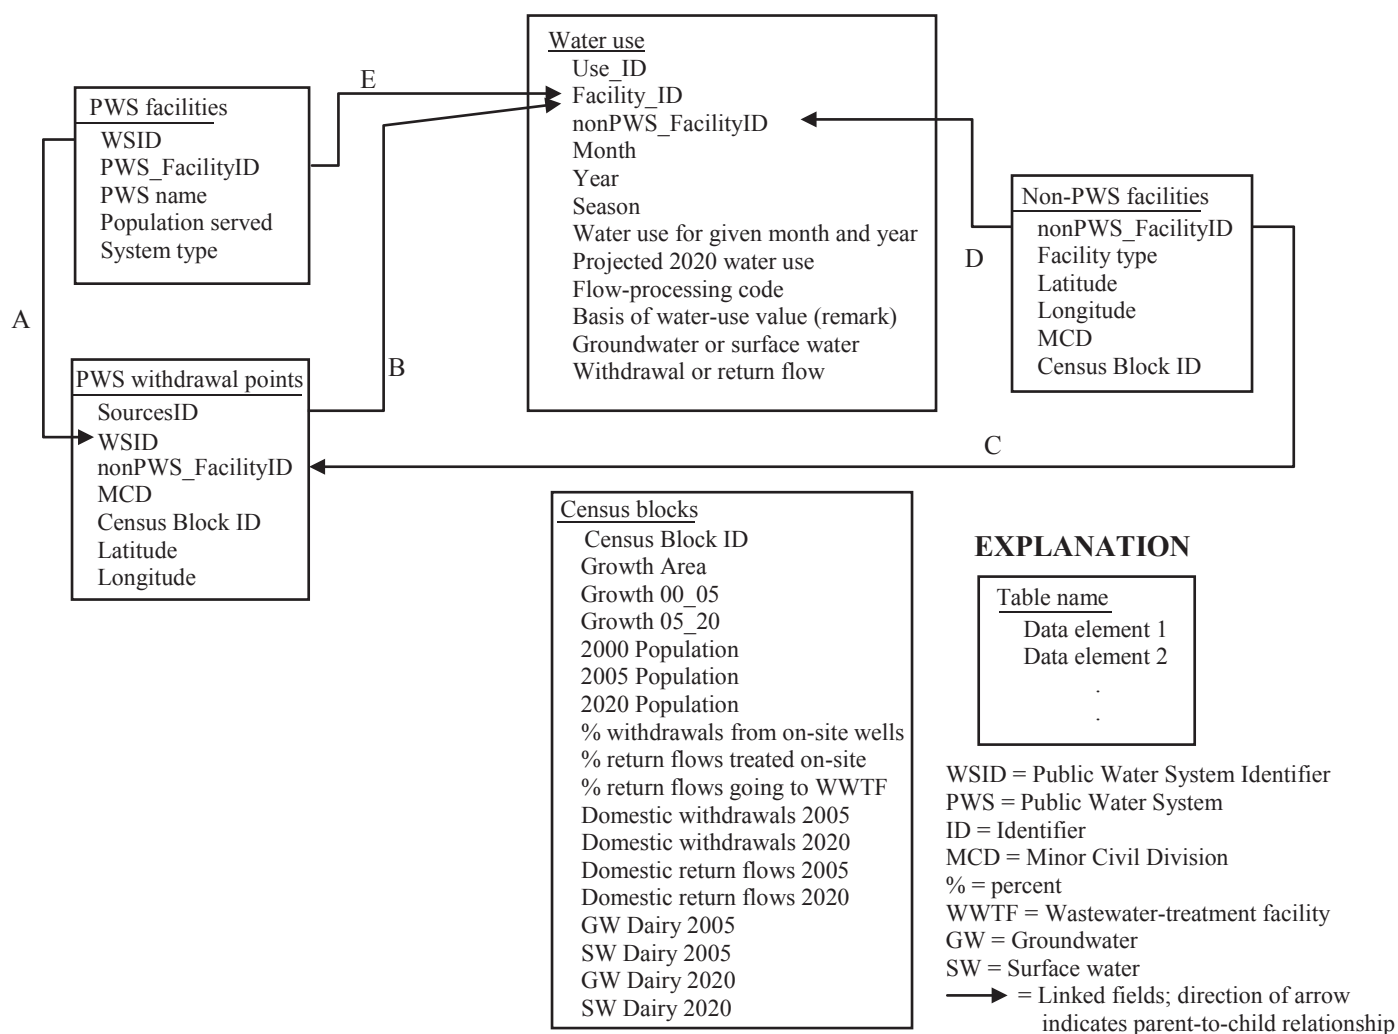 PWS facilities
WSID
PWS_FacilityID
PWS name
Population served
System type
E
A
B
PWS withdrawal points
SourcesID
WSID
nonPWS_FacilityID
MCD
Census Block ID
Latitude
Longitude
Water use
Use_ID
Facility_ID
nonPWS_FacilityID
Month
Year
Season
Water use for given month and year
Projected 2020 water use
Flow-processing code
Basis of water-use value (remark)
Groundwater or surface water
Withdrawal or return flow
D
C
Non-PWS facilities
nonPWS_FacilityID
Facility type
Latitude
Longitude
MCD
Census Block ID
Census blocks
Census Block ID
Growth Area
Growth 00_05
Growth 05_20
2000 Population
2005 Population
2020 Population
% withdrawals from on-site wells
% return flows treated on-site
% return flows going to WWTF
Domestic withdrawals 2005
Domestic withdrawals 2020
Domestic return flows 2005
Domestic return flows 2020
GW Dairy 2005
SW Dairy 2005
GW Dairy 2020
SW Dairy 2020
EXPLANATION
Table name
Data element 1
Data element 2
.
.
WSID = Public Water System Identifier
PWS = Public Water System
ID = Identifier
MCD = Minor Civil Division
% = percent
WWTF = Wastewater-treatment facility
GW = Groundwater
SW = Surface water
= Linked fields; direction of arrow
indicates parent-to-child relationship